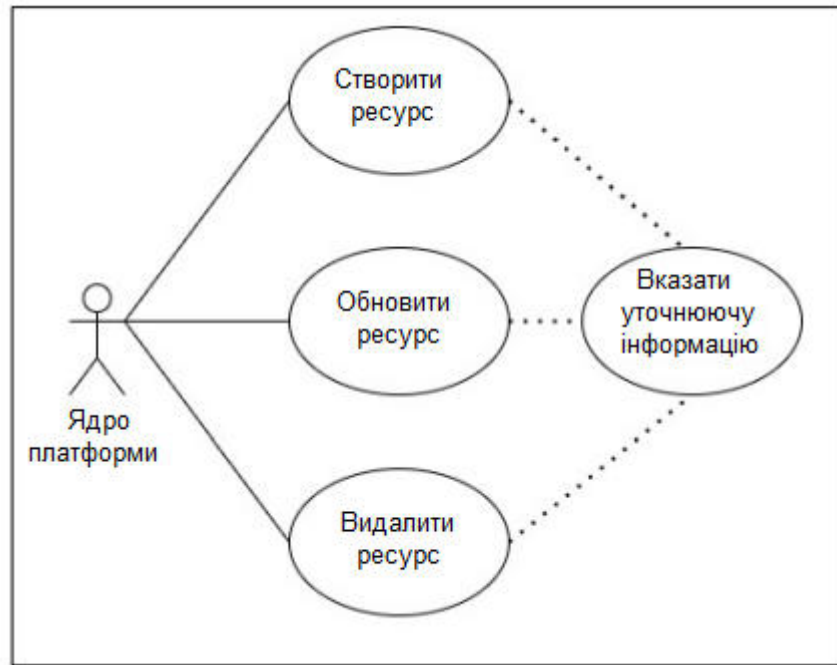 Створити
ресурс
Обновити
ресурс
Вказати
уточнюючу
інформацію
Ядро
платформи
Видалити
ресурс